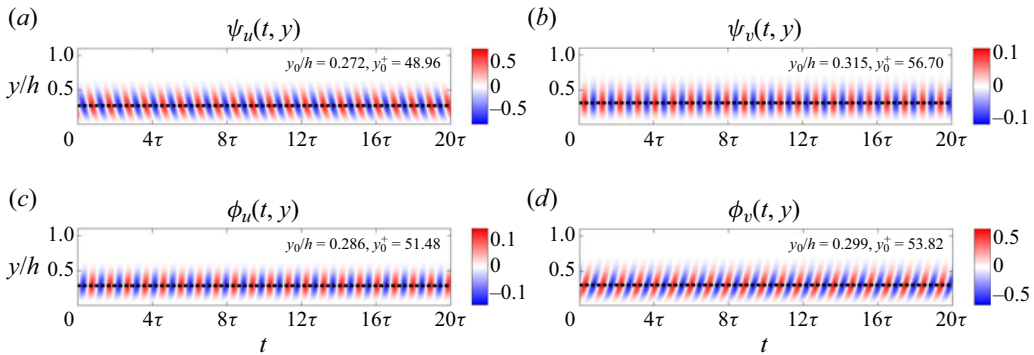 (a) ψu(t, y)
1.0
y/h 0.5
y0/h = 0.272, y0+ = 48.96
0.5
0
–0.5
0 4τ 8τ 12τ 16τ 20τ
(b) ψv(t, y)
1.0
0.5
y0/h = 0.315, y0+ = 56.70
0.1
0
–0.1
0 4τ 8τ 12τ 16τ 20τ
(c) ϕu(t, y)
1.0
y/h 0.5
y0/h = 0.286, y0+ = 51.48
0.1
0
–0.1
0 4τ 8τ 12τ 16τ 20τ
t
(d) ϕv(t, y)
1.0
0.5
y0/h = 0.299, y0+ = 53.82
0.5
0
–0.5
0 4τ 8τ 12τ 16τ 20τ
t